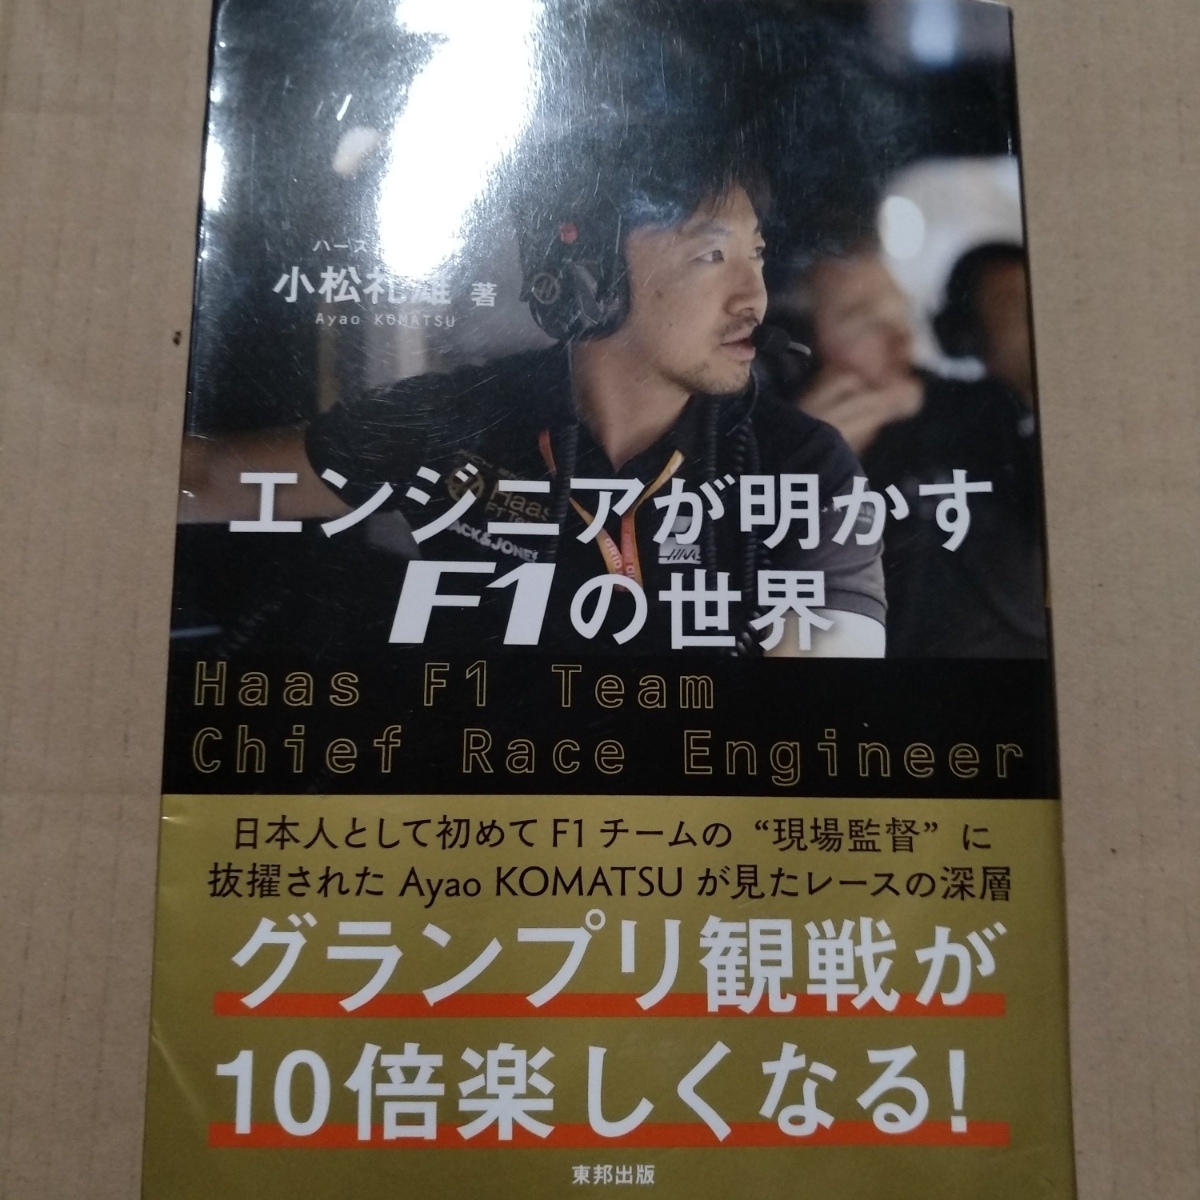 ハース
小松礼雄 著
Ayao KOMATSU
エンジニアが明かす
F1の世界
Haas
F1 Team
JACK&JONES
Haas F1 Team
Chief Race Engineer
日本人として初めてF1チームの“現場監督”に
抜擢されたAyao KOMATSUが見たレースの深層
グランプリ観戦が
10倍楽しくなる!
東邦出版